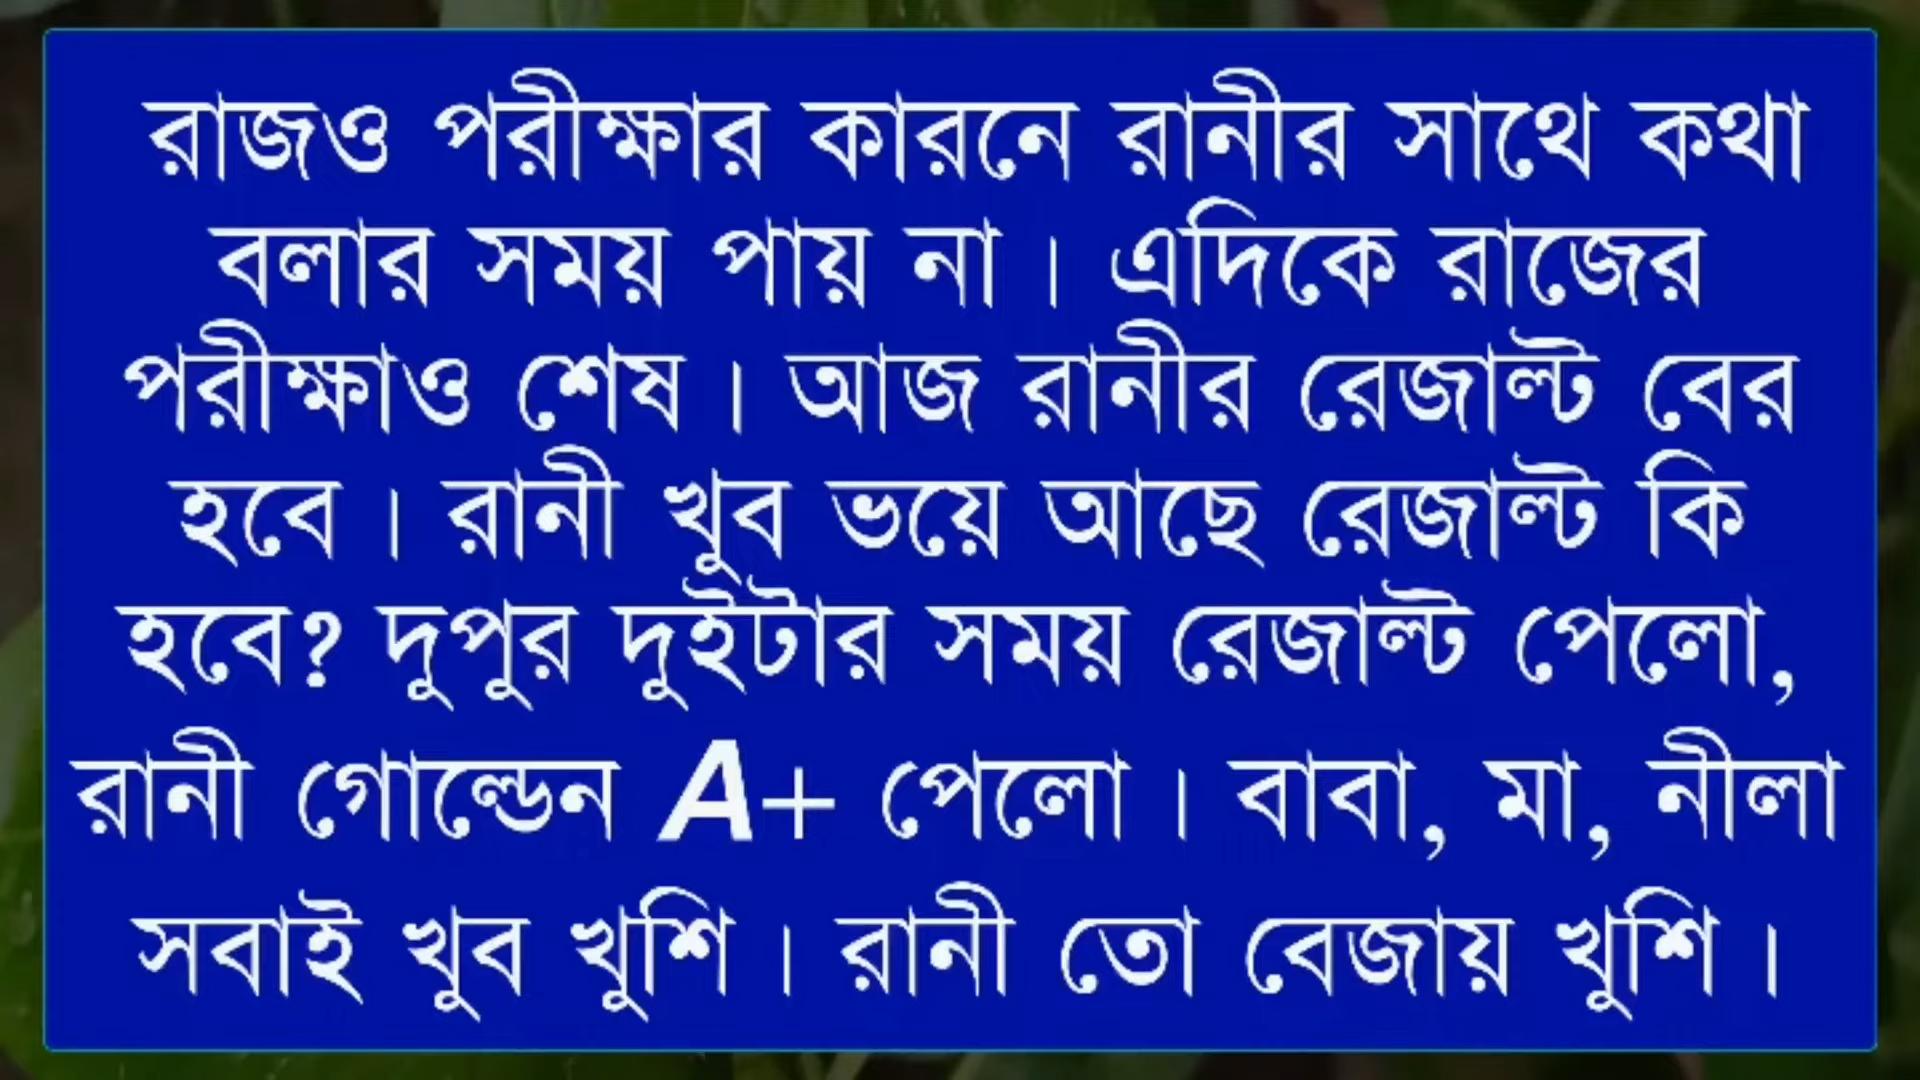 রাজও পরীক্ষার কারনে রানীর সাথে কথা
বলার সময় পায় না। এদিকে রাজের
পরীক্ষাও শেষ। আজ রানীর রেজাল্ট বের
হবে। রানী খুব ভয়ে আছে রেজাল্ট কি
হবে? দুপুর দুইটার সময় রেজাল্ট পেলো,
রানী গোল্ডেন A+ পেলো। বাবা, মা, নীলা
সবাই খুব খুশি। রানী তো বেজায় খুশি।